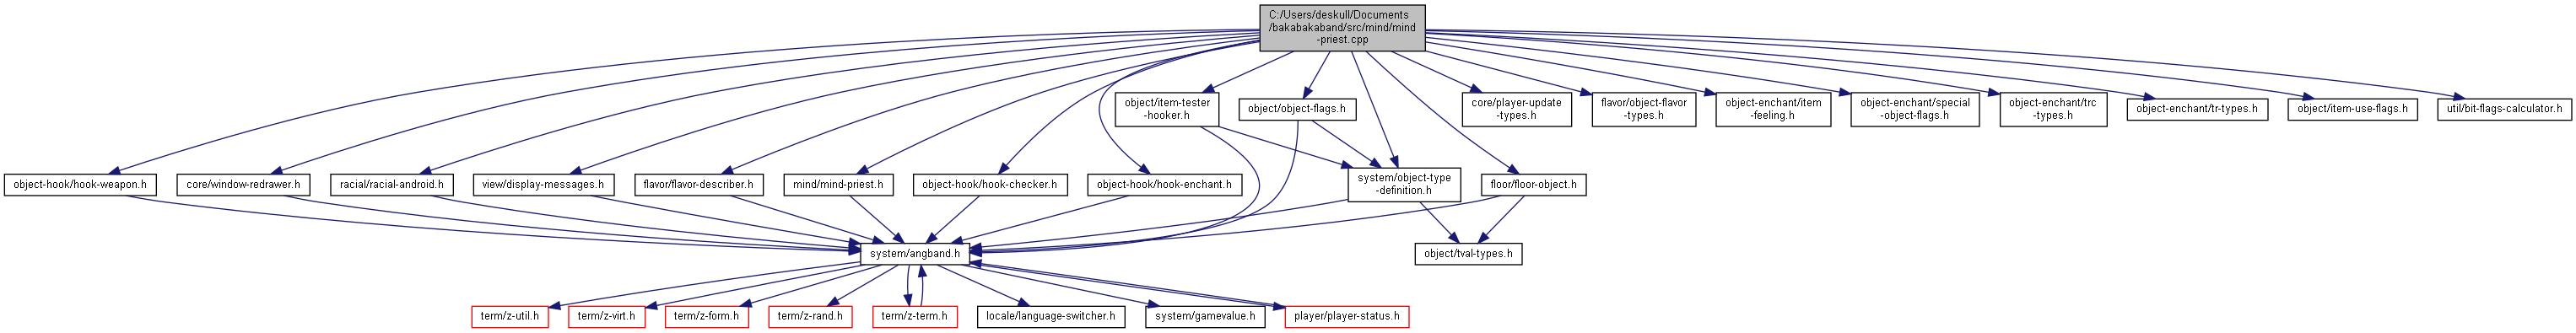 C:/Users/deskull/Documents
/bakabakaband/src/mind/mind
-priest.cpp
object/item-tester
-hooker.h
object/object-flags.h
core/player-update
-types.h
flavor/object-flavor
-types.h
object-enchant/item
-feeling.h
object-enchant/special
-object-flags.h
object-enchant/trc
-types.h
object-enchant/tr-types.h
object/item-use-flags.h
util/bit-flags-calculator.h
object-hook/hook-weapon.h
core/window-redrawer.h
racial/racial-android.h
view/display-messages.h
flavor/flavor-describer.h
mind/mind-priest.h
object-hook/hook-checker.h
object-hook/hook-enchant.h
system/object-type
-definition.h
floor/floor-object.h
system/angband.h
object/tval-types.h
term/z-util.h
term/z-virt.h
term/z-form.h
term/z-rand.h
term/z-term.h
locale/language-switcher.h
system/gamevalue.h
player/player-status.h